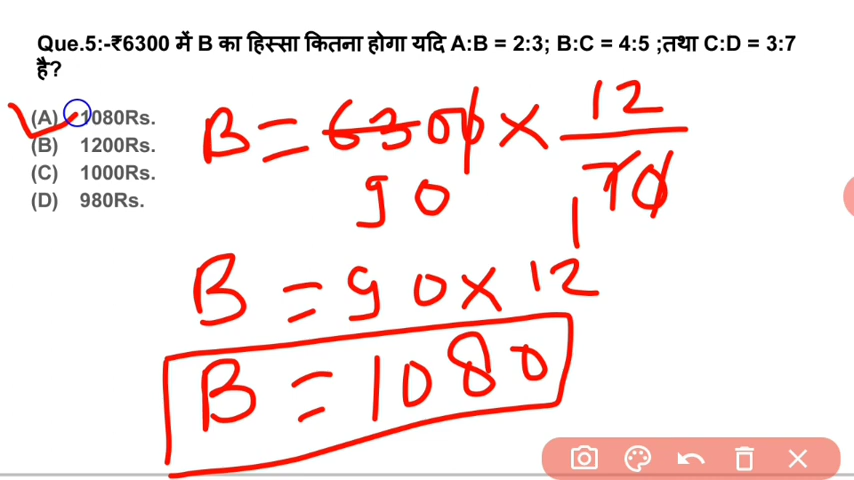 Que.5:-₹6300 में B का हिस्सा कितना होगा यदि A:B = 2:3; B:C = 4:5 ;तथा C:D = 3:7
है?
(A) 1080Rs.
(B) 1200Rs.
(C) 1000Rs.
(D) 980Rs.
B = 6300 × 12
70
90
1
B = 90 × 12
B = 1080